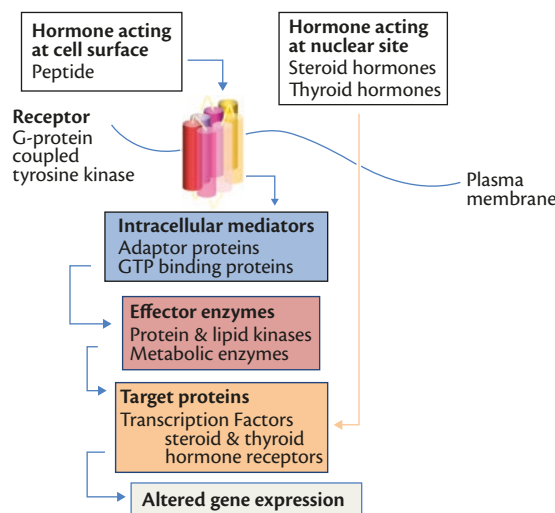 Hormone acting
at cell surface
Peptide
Hormone acting
at nuclear site
Steroid hormones
Thyroid hormones
Receptor
G-protein
coupled
tyrosine kinase
Plasma
membrane
Intracellular mediators
Adaptor proteins
GTP binding proteins
Effector enzymes
Protein & lipid kinases
Metabolic enzymes
Target proteins
Transcription Factors
steroid & thyroid
hormone receptors
Altered gene expression